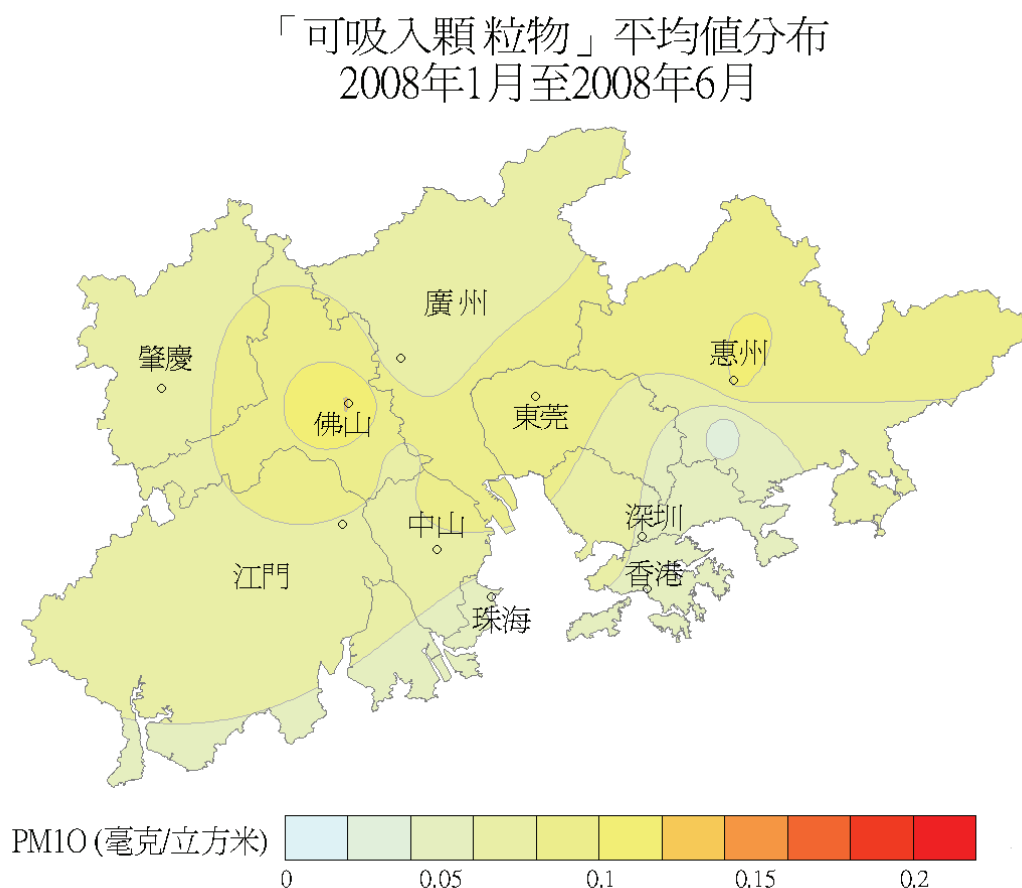 「可吸入顆粒物」平均值分布
2008年1月至2008年6月
廣州
肇慶
惠州
佛山
東莞
中山
深圳
江門
香港
珠海
PM10 (毫克/立方米)
0 0.05 0.1 0.15 0.2